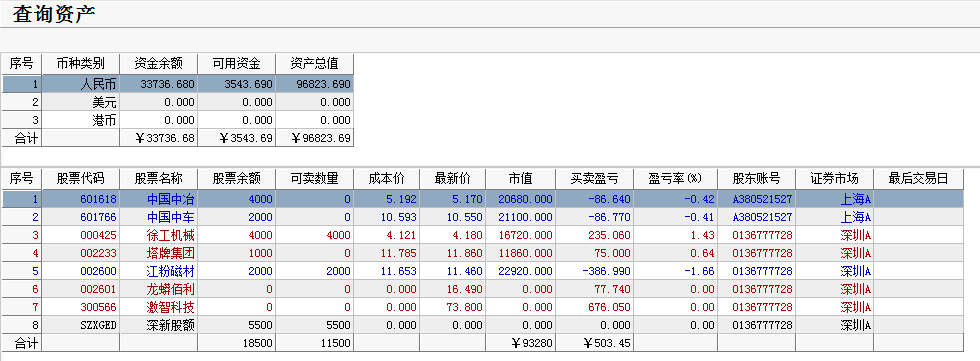 查询资产
序号 币种类别 资金余额 可用资金 资产总值
1 人民币 33736.680 3543.690 96823.690
2 美元 0.000 0.000 0.000
3 港币 0.000 0.000 0.000
合计 ¥33736.68 ¥3543.69 ¥96823.69
序号 股票代码 股票名称 股票余额 可卖数量 成本价 最新价 市值 买卖盈亏 盈亏率(%) 股东账号 证券市场 最后交易日
1 601618 中国中冶 4000 0 5.192 5.170 20680.000 -86.640 -0.42 A380521527 上海A
2 601766 中国中车 2000 0 10.593 10.550 21100.000 -86.770 -0.41 A380521527 上海A
3 000425 徐工机械 4000 4000 4.121 4.180 16720.000 235.060 1.43 0136777728 深圳A
4 002233 塔牌集团 1000 0 11.785 11.860 11860.000 75.000 0.64 0136777728 深圳A
5 002600 江粉磁材 2000 2000 11.653 11.460 22920.000 -386.990 -1.66 0136777728 深圳A
6 002601 龙蟒佰利 0 0 0.000 16.490 0.000 77.740 0.00 0136777728 深圳A
7 300566 激智科技 0 0 0.000 73.800 0.000 676.050 0.00 0136777728 深圳A
8 SZXGED 深新股额 5500 5500 0.000 0.000 0.000 0.000 0.00 0136777728 深圳A
合计 18500 11500 ¥93280 ¥503.45